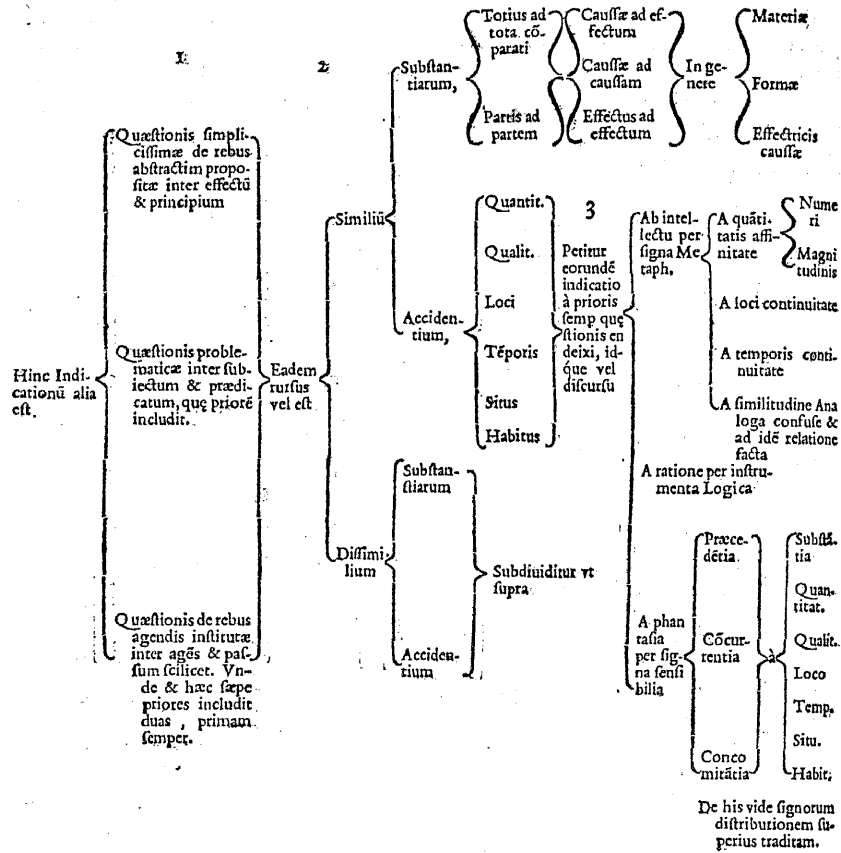 1
Hinc Indi-
cationū alia
est.
Quæstionis simpli-
cissimæ de rebus
abstractim propo-
sitæ inter effectū
& principium
Quæstionis proble-
maticæ inter sub-
iectum & prædi-
catum, quę priorē
includit.
Quæstionis de rebus
agendis institutæ
inter agēs & pas-
sum scilicet. Vn-
de & hæc sæpe
priores includit
duas , primam
semper.
2
Eadem
rursus
vel est
Similiū
Substan-
tiarum,
Totius ad
tota cō-
parati
Partis ad
partem
Caussæ ad ef-
fectum
Caussæ ad
caussam
Effectus ad
effectum
In ge-
nere
Materiæ
Formæ
Effectricis
caussæ
Acciden-
tium,
Quantit.
Qualit.
Loci
Tēporis
Situs
Habitus
3
Petitur
eorundē
indicatio
à prioris
semp quę
stionis en
deixi, id-
que vel
discursu
Ab intel-
lectu per
signa Me
taph.
A quāti-
tatis affi-
nitate
Nume
ri
Magni
tudinis
A loci continuitate
A temporis conti-
nuitate
A similitudine Ana
loga confuse &
ad idē relatione
facta
A ratione per instru-
menta Logica
A phan
tasia
per sig-
na sensi
bilia
Præce-
dētia
Cōcur-
rentia
Conco
mitātia
à
Substā-
tia
Quan-
titat.
Qualit.
Loco
Temp.
Situ.
Habit,
De his vide signorum
distributionem su-
perius traditam.
Dissimi
lium
Substan-
stiarum
Acciden-
tium
Subdiuiditur vt
supra